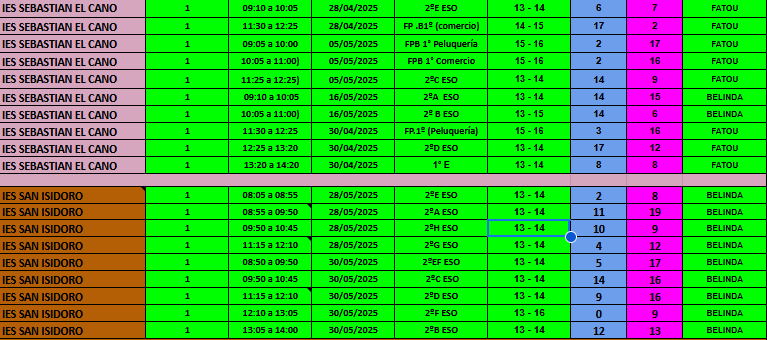 IES SEBASTIAN EL CANO 1 09:10 a 10:05 28/04/2025 2ºE ESO 13 - 14 6 7 FATOU
IES SEBASTIAN EL CANO 1 11:30 a 12:25 28/04/2025 FP .B1º (comercio) 14 - 15 17 2 FATOU
IES SEBASTIAN EL CANO 1 09:05 a 10:00 05/05/2025 FPB 1° Peluquería 15 - 16 2 17 FATOU
IES SEBASTIAN EL CANO 1 10:05 a 11:00) 05/05/2025 FPB 1° Comercio 15 - 16 2 16 FATOU
IES SEBASTIAN EL CANO 1 11:25 a 12:25) 05/05/2025 2ºC ESO 13 - 14 14 9 FATOU
IES SEBASTIAN EL CANO 1 09:10 a 10:05 16/05/2025 2ºA ESO 13 - 14 14 15 BELINDA
IES SEBASTIAN EL CANO 1 10:05 a 11:00) 16/05/2025 2º B ESO 13 - 15 14 6 BELINDA
IES SEBASTIAN EL CANO 1 11:30 a 12:25 30/04/2025 FP.1º (Peluquería) 15 - 16 3 16 FATOU
IES SEBASTIAN EL CANO 1 12:25 a 13:20 30/04/2025 2ºD ESO 13 - 14 17 12 FATOU
IES SEBASTIAN EL CANO 1 13:20 a 14:20 30/04/2025 1° E 13 - 14 8 8 FATOU
IES SAN ISIDORO 1 08:05 a 08:55 28/05/2025 2ºE ESO 13 - 14 2 8 BELINDA
IES SAN ISIDORO 1 08:55 a 09:50 28/05/2025 2ºA ESO 13 - 14 11 19 BELINDA
IES SAN ISIDORO 1 09:50 a 10:45 28/05/2025 2ºH ESO 13 - 14 10 9 BELINDA
IES SAN ISIDORO 1 11:15 a 12:10 28/05/2025 2ºG ESO 13 - 14 4 12 BELINDA
IES SAN ISIDORO 1 08:50 a 09:50 30/05/2025 2ºEF ESO 13 - 14 5 17 BELINDA
IES SAN ISIDORO 1 09:50 a 10:45 30/05/2025 2ºC ESO 13 - 14 14 16 BELINDA
IES SAN ISIDORO 1 11:15 a 12:10 30/05/2025 2ºD ESO 13 - 14 9 16 BELINDA
IES SAN ISIDORO 1 12:10 a 13:05 30/05/2025 2ºF ESO 13 - 16 0 9 BELINDA
IES SAN ISIDORO 1 13:05 a 14:00 30/05/2025 2ºB ESO 13 - 14 12 13 BELINDA